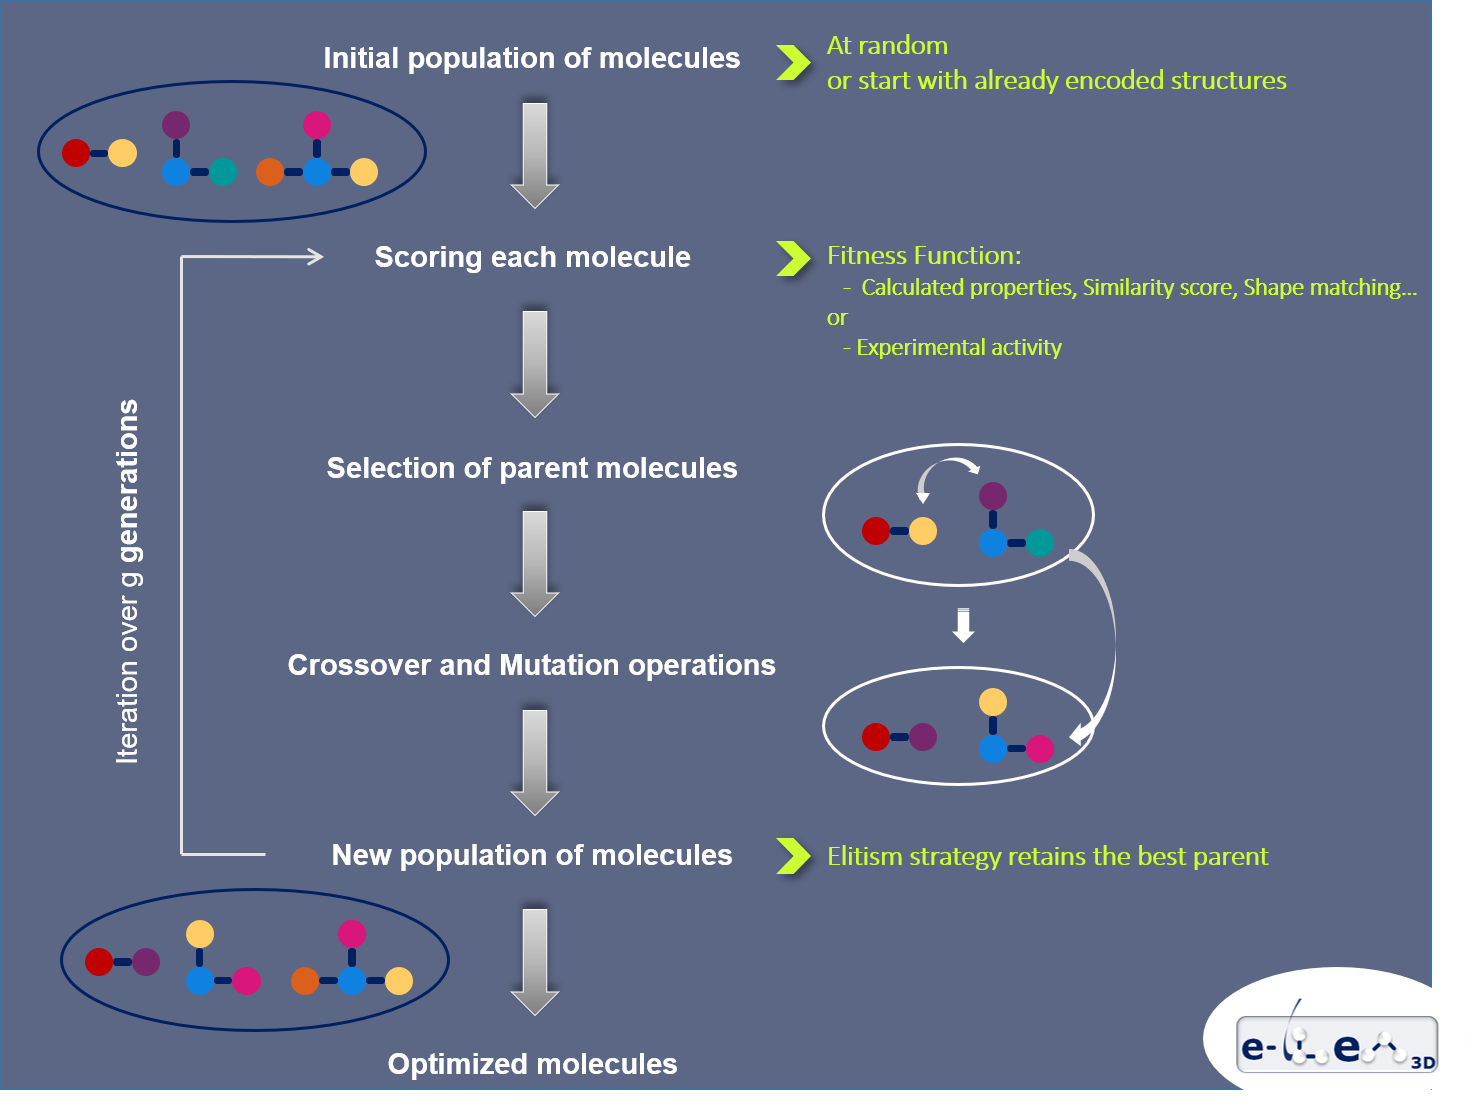 Initial population of molecules
At random
or start with already encoded structures
Scoring each molecule
Fitness Function:
- Calculated properties, Similarity score, Shape matching...
or
- Experimental activity
Iteration over g generations
Selection of parent molecules
Crossover and Mutation operations
New population of molecules
Elitism strategy retains the best parent
Optimized molecules
e-LeA
3D